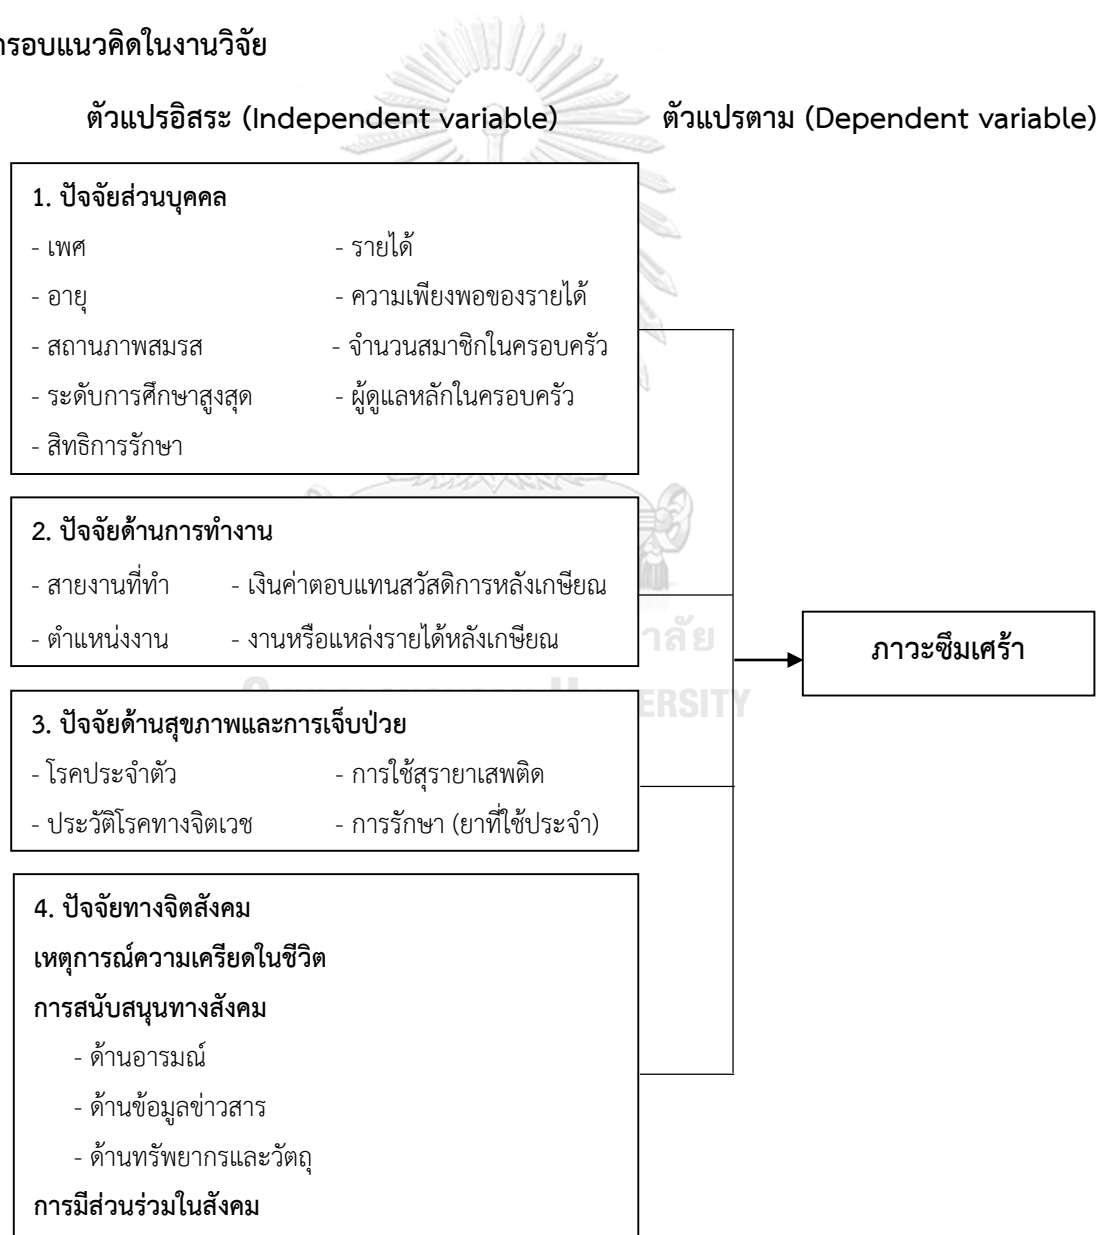 กรอบแนวคิดในงานวิจัย
ตัวแปรอิสระ (Independent variable) ตัวแปรตาม (Dependent variable)
1. ปัจจัยส่วนบุคคล
- เพศ - รายได้
- อายุ - ความเพียงพอของรายได้
- สถานภาพสมรส - จำนวนสมาชิกในครอบครัว
- ระดับการศึกษาสูงสุด - ผู้ดูแลหลักในครอบครัว
- สิทธิการรักษา
2. ปัจจัยด้านการทำงาน
- สายงานที่ทำ - เงินค่าตอบแทนสวัสดิการหลังเกษียณ
- ตำแหน่งงาน - งานหรือแหล่งรายได้หลังเกษียณ
าลัย
ภาวะซึมเศร้า
ERSITY
3. ปัจจัยด้านสุขภาพและการเจ็บป่วย
- โรคประจำตัว - การใช้สุรายาเสพติด
- ประวัติโรคทางจิตเวช - การรักษา (ยาที่ใช้ประจำ)
4. ปัจจัยทางจิตสังคม
เหตุการณ์ความเครียดในชีวิต
การสนับสนุนทางสังคม
- ด้านอารมณ์
- ด้านข้อมูลข่าวสาร
- ด้านทรัพยากรและวัตถุ
การมีส่วนร่วมในสังคม